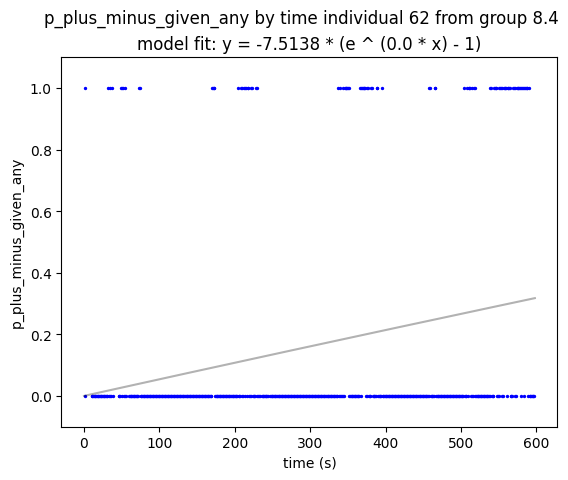 p_plus_minus_given_any by time individual 62 from group 8.4
model fit: y = -7.5138 * (e ^ (0.0 * x) - 1)
1.0
0.8
0.6
0.4
0.2
0.0
p_plus_minus_given_any
0 100 200 300 400 500 600
time (s)